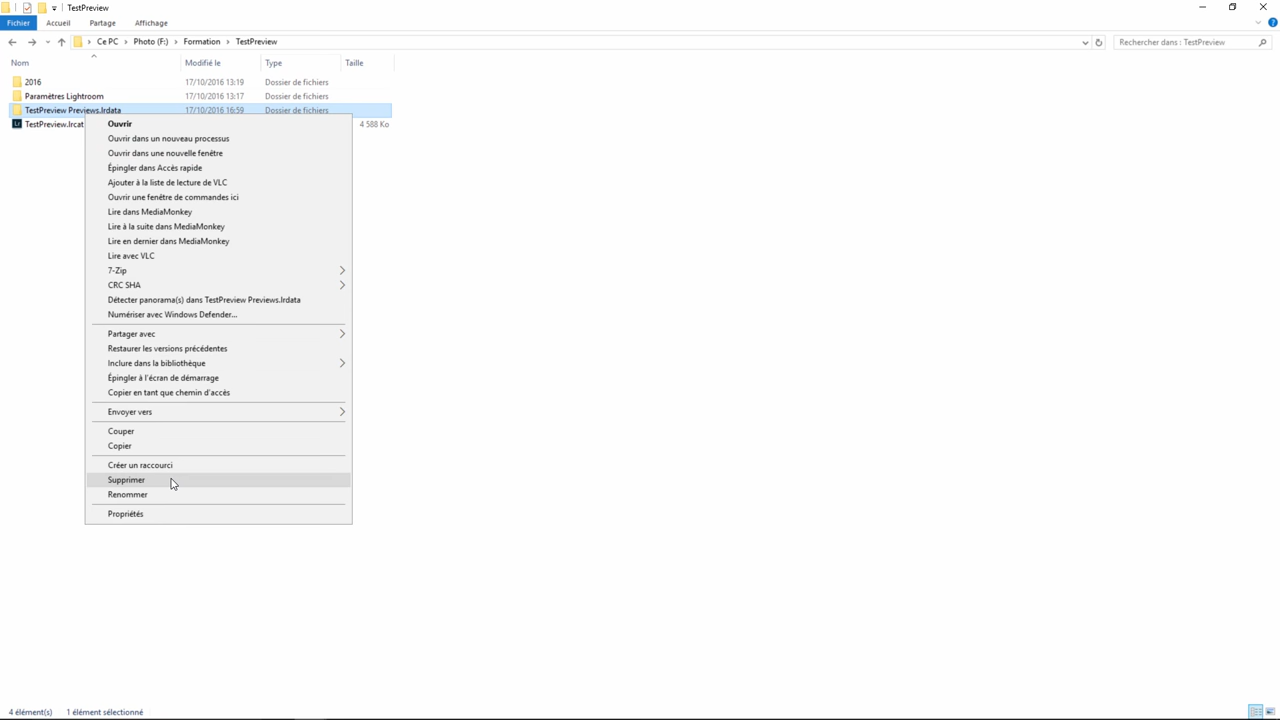 TestPreview
Fichier Accueil Partage Affichage
Ce PC Photo (F:) Formation TestPreview Rechercher dans : TestPreview
Nom Modifié le Type Taille
2016 17/10/2016 13:19 Dossier de fichiers
Paramètres Lightroom 17/10/2016 13:17 Dossier de fichiers
TestPreview Previews.lrdata 17/10/2016 16:59 Dossier de fichiers
TestPreview.lrcat 4 588 Ko
Ouvrir
Ouvrir dans un nouveau processus
Ouvrir dans une nouvelle fenêtre
Épingler dans Accès rapide
Ajouter à la liste de lecture de VLC
Ouvrir une fenêtre de commandes ici
Lire dans MediaMonkey
Lire à la suite dans MediaMonkey
Lire en dernier dans MediaMonkey
Lire avec VLC
7-Zip
CRC SHA
Détecter panorama(s) dans TestPreview Previews.lrdata
Numériser avec Windows Defender...
Partager avec
Restaurer les versions précédentes
Inclure dans la bibliothèque
Épingler à l'écran de démarrage
Copier en tant que chemin d'accès
Envoyer vers
Couper
Copier
Créer un raccourci
Supprimer
Renommer
Propriétés
4 élément(s) 1 élément sélectionné